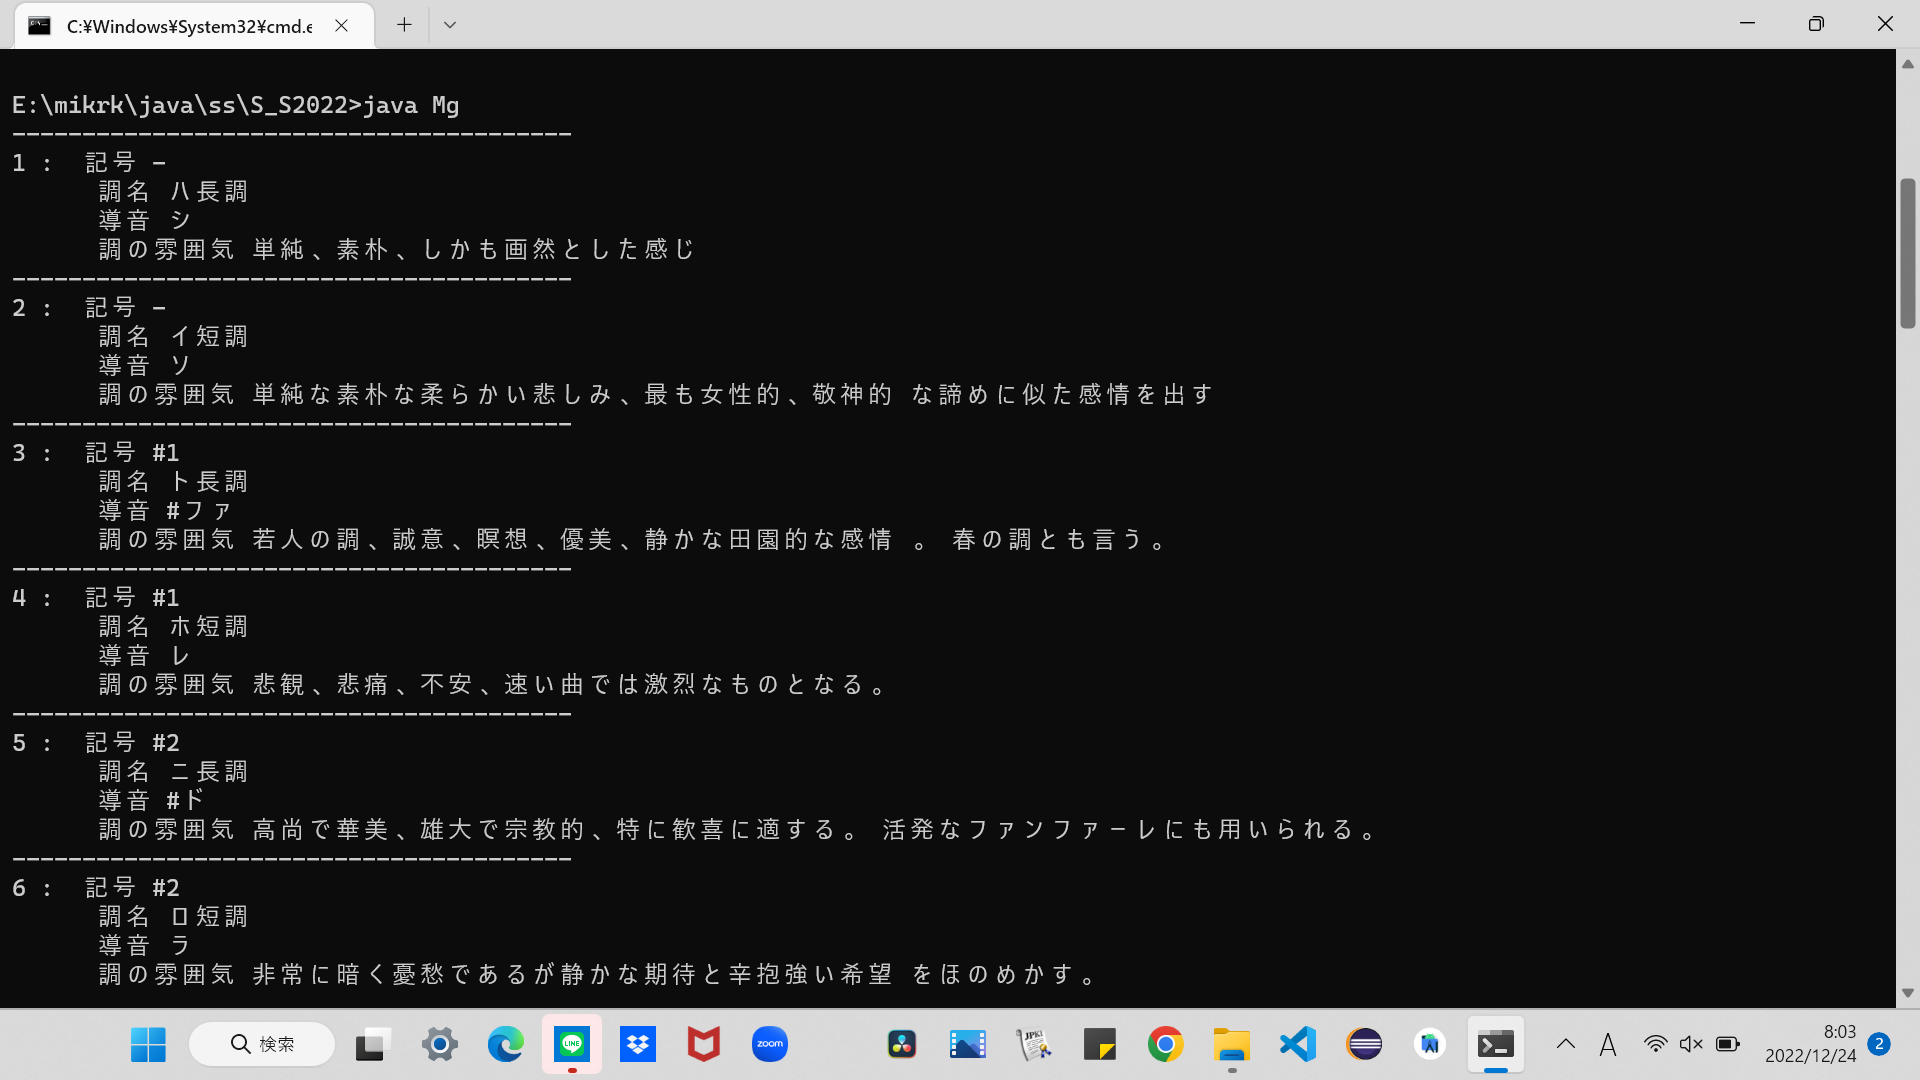 C:¥Windows¥System32¥cmd.e
E:\mikrk\java\ss\S_S2022>java Mg
----------------------------------------
1 : 記号 −
調名 ハ長調
導音 シ
調の雰囲気 単純、素朴、しかも画然とした感じ
----------------------------------------
2 : 記号 −
調名 イ短調
導音 ソ
調の雰囲気 単純な素朴な柔らかい悲しみ、最も女性的、敬神的 な諦めに似た感情を出す
----------------------------------------
3 : 記号 #1
調名 ト長調
導音 #ファ
調の雰囲気 若人の調、誠意、瞑想、優美、静かな田園的な感情 。 春の調とも言う。
----------------------------------------
4 : 記号 #1
調名 ホ短調
導音 レ
調の雰囲気 悲観、悲痛、不安、速い曲では激烈なものとなる。
----------------------------------------
5 : 記号 #2
調名 ニ長調
導音 #ド
調の雰囲気 高尚で華美、雄大で宗教的、特に歓喜に適する。 活発なファンファーレにも用いられる。
----------------------------------------
6 : 記号 #2
調名 ロ短調
導音 ラ
調の雰囲気 非常に暗く憂愁であるが静かな期待と辛抱強い希望 をほのめかす。
検索
LINE
zoom
JPKI
A
8:03
2022/12/24
2